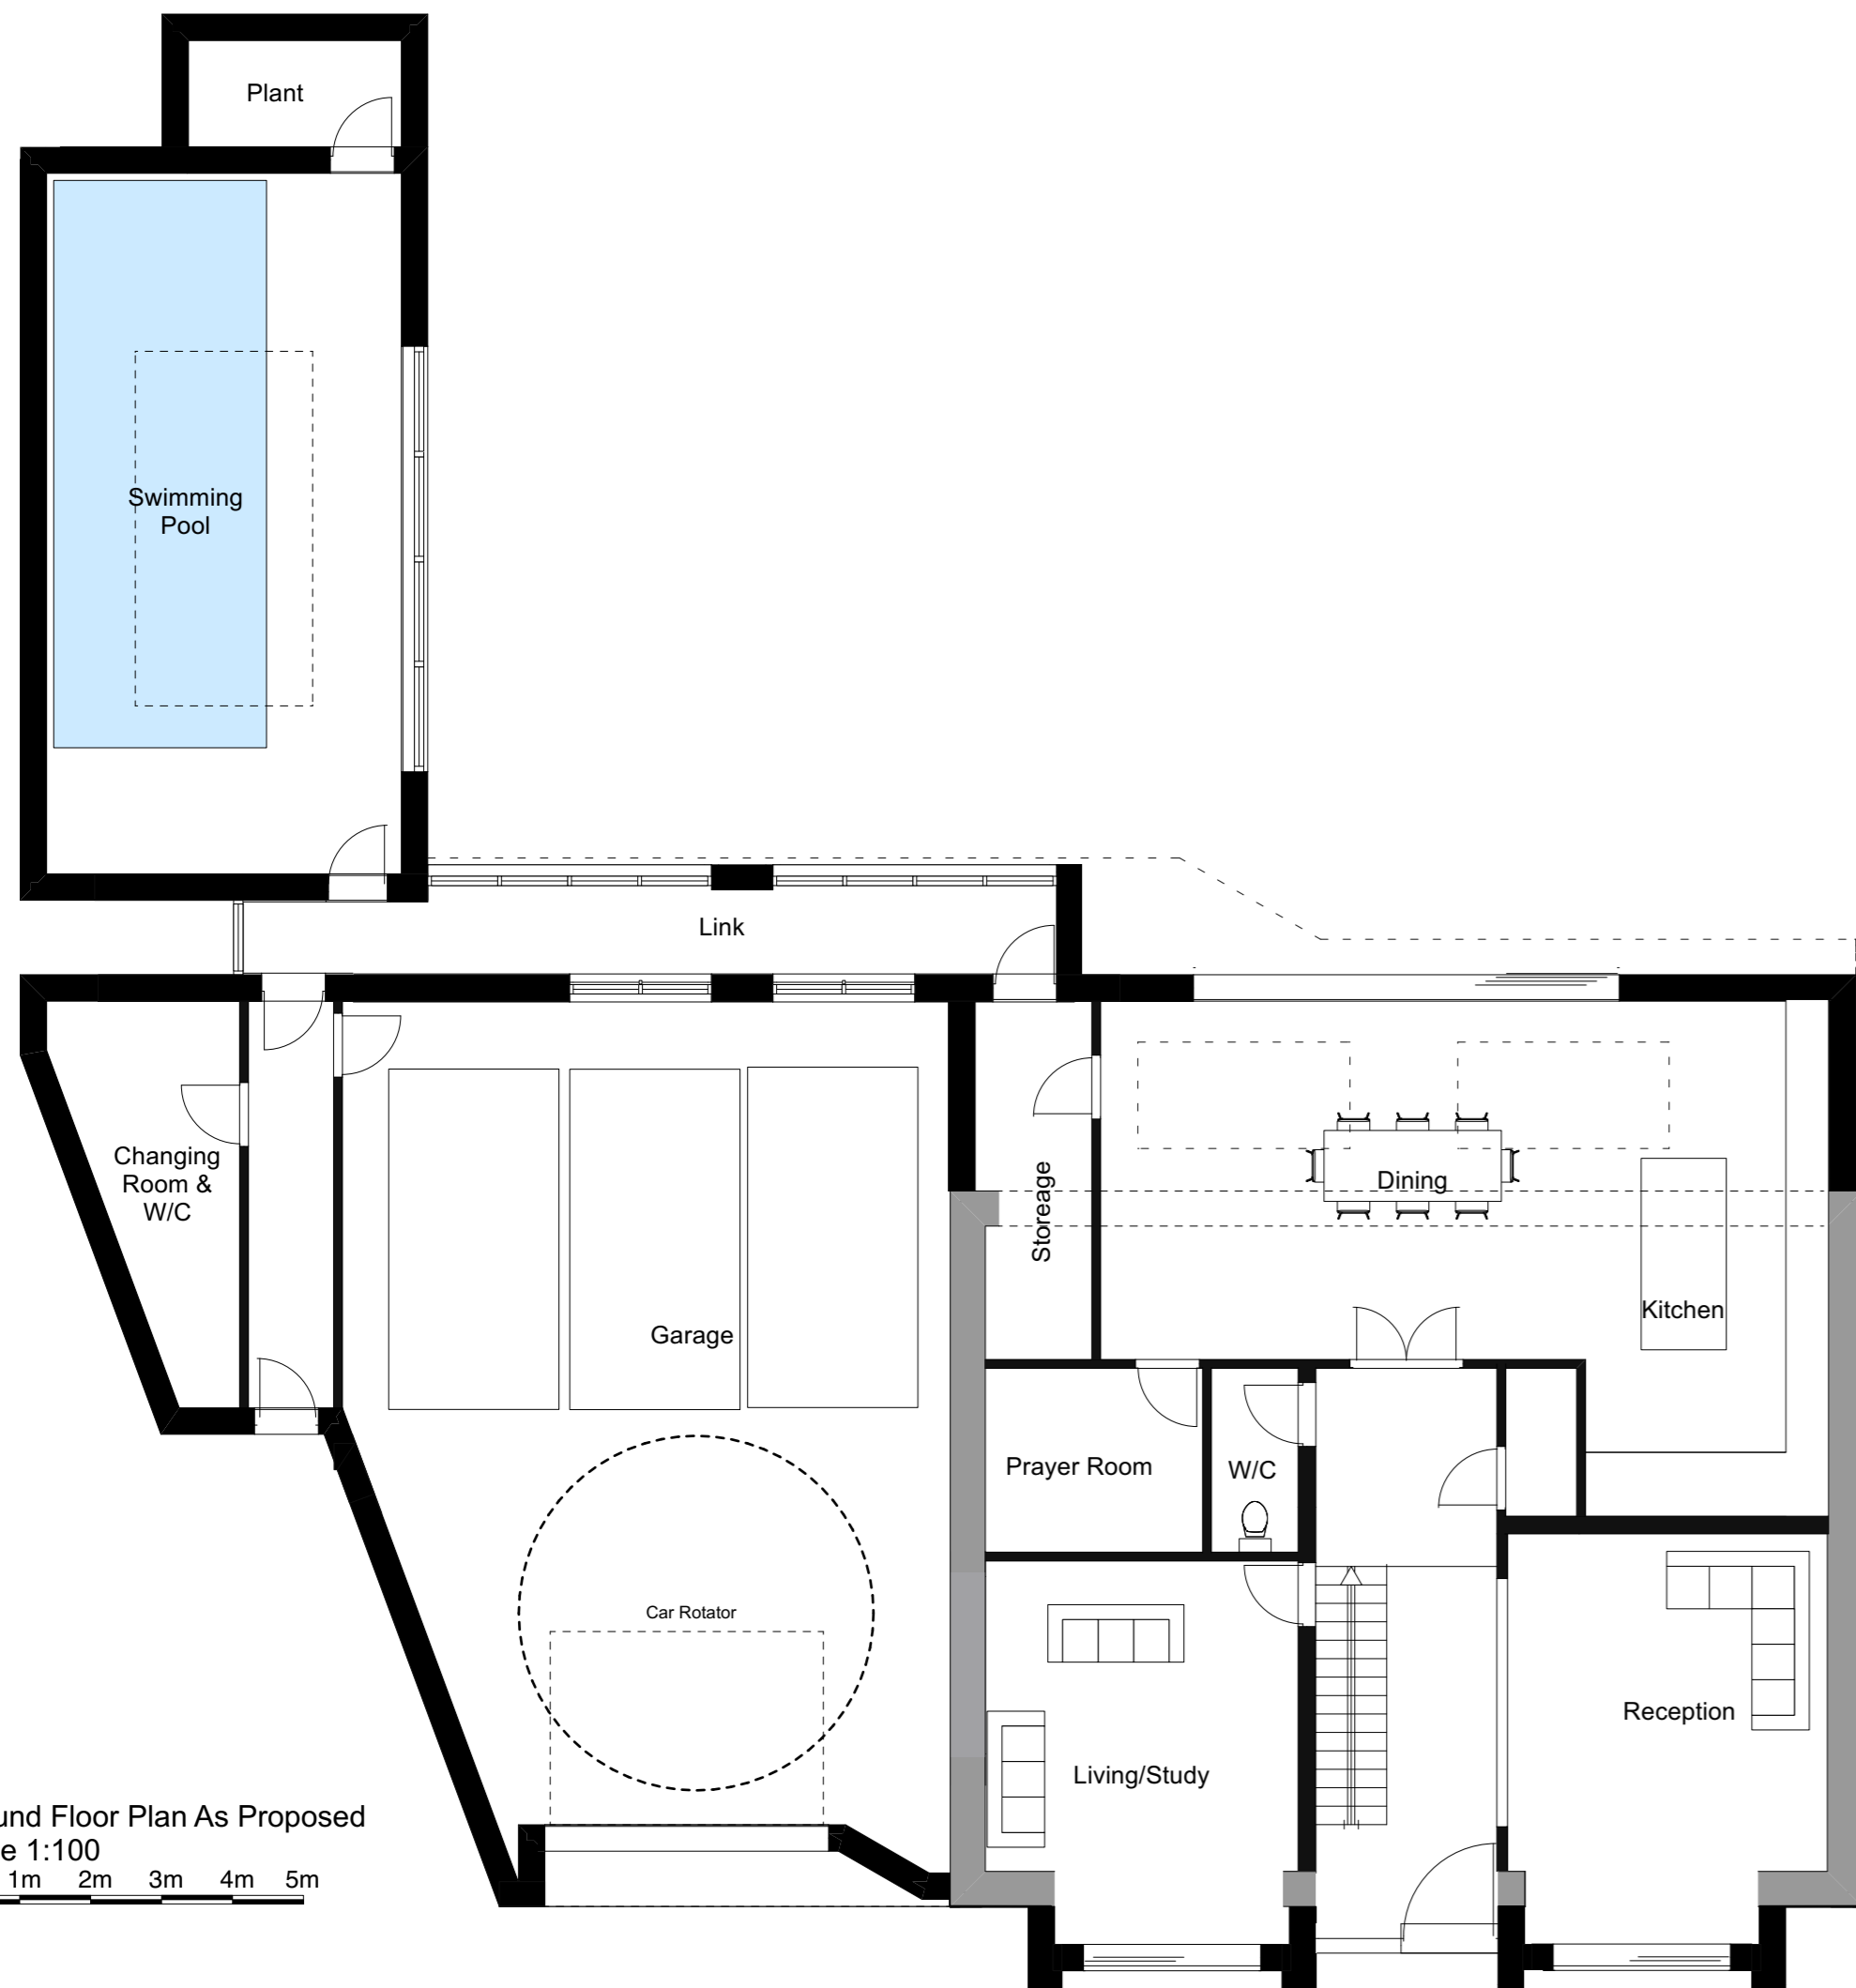 Plant
Swimming
Pool
Link
Changing
Room &
W/C
Storeage
Dining
Kitchen
Garage
Prayer Room
W/C
Car Rotator
Reception
Living/Study
und Floor Plan As Proposed
e 1:100
1m 2m 3m 4m 5m